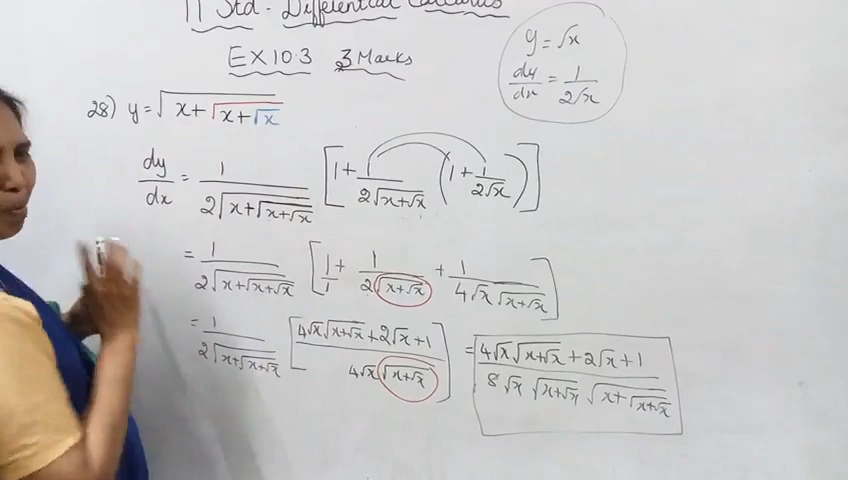 11 Std - Differential Calculus
EX 10.3 3 Marks
y = √x
dy/dx = 1/(2√x)
28) y = √(x+√(x+√x))
dy/dx = 1/(2√(x+√(x+√x))) [1 + 1/(2√(x+√x)) (1 + 1/(2√x))]
= 1/(2√(x+√(x+√x))) [1/1 + 1/(2√(x+√x)) + 1/(4√x √(x+√x))]
= 1/(2√(x+√(x+√x))) [(4√x√(x+√x) + 2√x + 1)/(4√x √(x+√x))] = (4√x√(x+√x) + 2√x + 1)/(8√x √(x+√x) √(x+√(x+√x)))